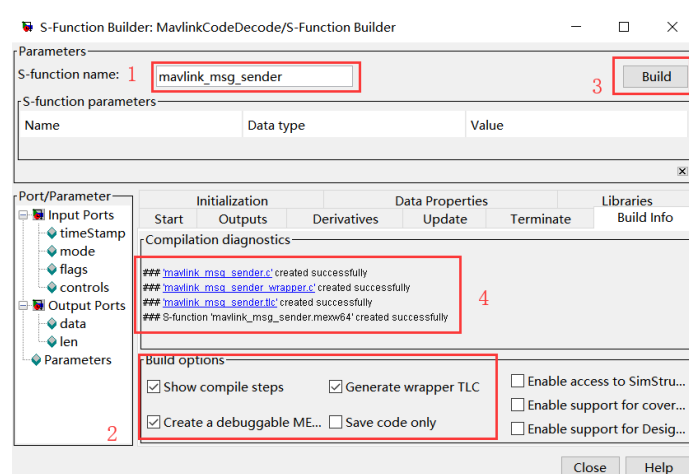 S-Function Builder: MavlinkCodeDecode/S-Function Builder
Parameters
S-function name: 1 mavlink_msg_sender
3 Build
S-function parameters
Name Data type Value
Port/Parameter
Input Ports
timeStamp
mode
flags
controls
Output Ports
data
len
Parameters
2
Initialization Data Properties Libraries
Start Outputs Derivatives Update Terminate Build Info
Compilation diagnostics
### 'mavlink_msg_sender.c' created successfully
### 'mavlink_msg_sender_wrapper.c' created successfully
### 'mavlink_msg_sender.tlc' created successfully
### S-function 'mavlink_msg_sender.mexw64' created successfully
4
Build options
Show compile steps Generate wrapper TLC Enable access to SimStru...
Enable support for cover...
Create a debuggable ME... Save code only Enable support for Desig...
Close Help